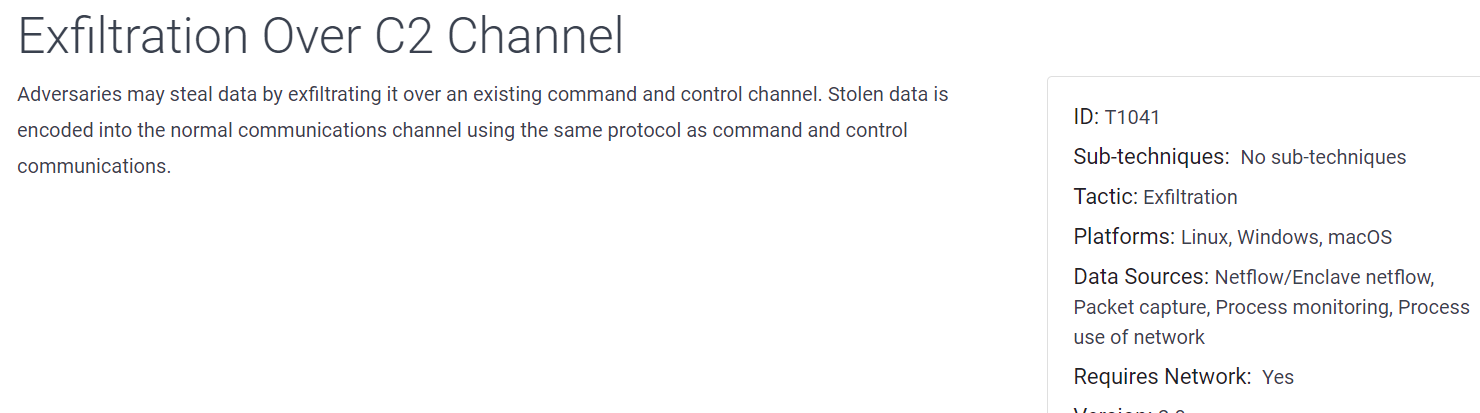 Exfiltration Over C2 Channel
Adversaries may steal data by exfiltrating it over an existing command and control channel. Stolen data is
encoded into the normal communications channel using the same protocol as command and control
communications.
ID: T1041
Sub-techniques: No sub-techniques
Tactic: Exfiltration
Platforms: Linux, Windows, macOS
Data Sources: Netflow/Enclave netflow,
Packet capture, Process monitoring, Process
use of network
Requires Network: Yes